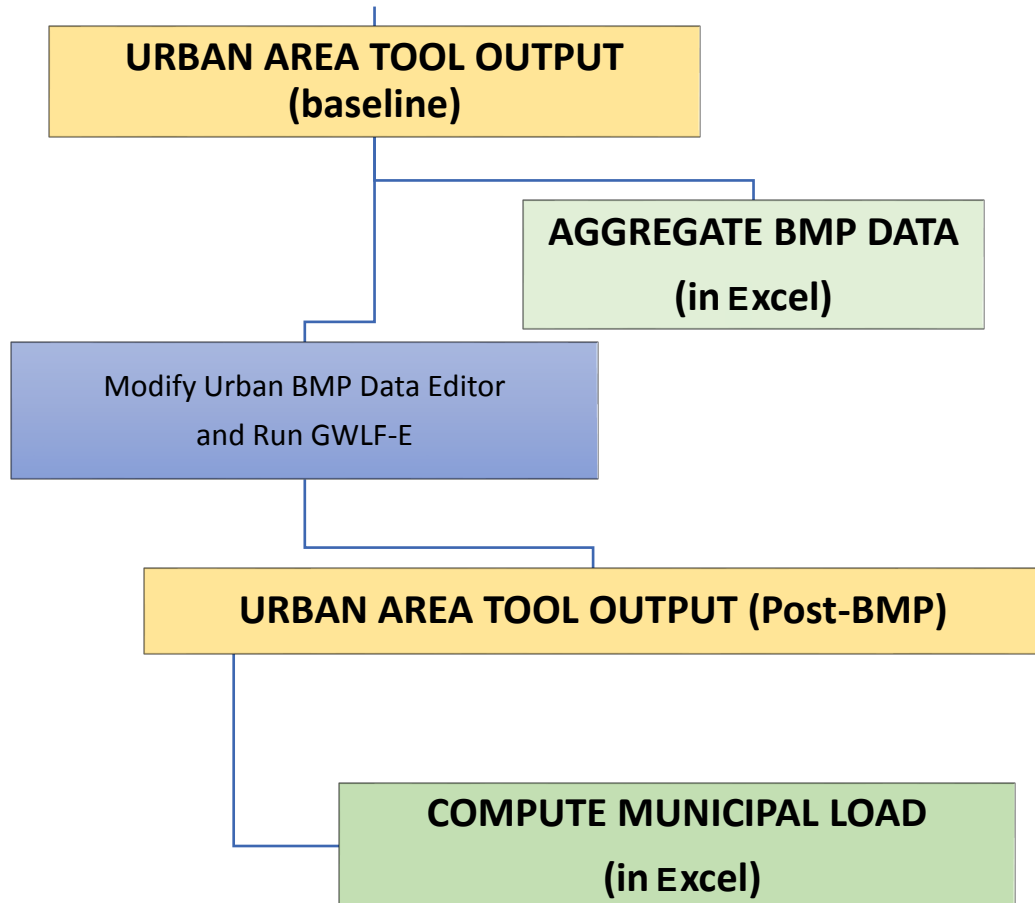 URBAN AREA TOOL OUTPUT
(baseline)
AGGREGATE BMP DATA
(in Excel)
Modify Urban BMP Data Editor
and Run GWLF-E
URBAN AREA TOOL OUTPUT (Post-BMP)
COMPUTE MUNICIPAL LOAD
(in Excel)